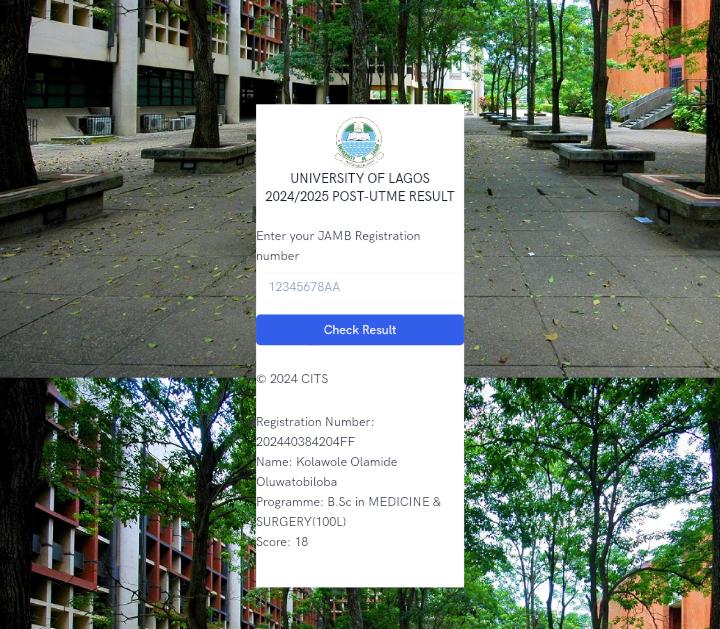 UNIVERSITY OF LAGOS
2024/2025 POST-UTME RESULT
Enter your JAMB Registration
number
12345678AA
Check Result
© 2024 CITS
Registration Number:
202440384204FF
Name: Kolawole Olamide
Oluwatobiloba
Programme: B.Sc in MEDICINE &
SURGERY(100L)
Score: 18